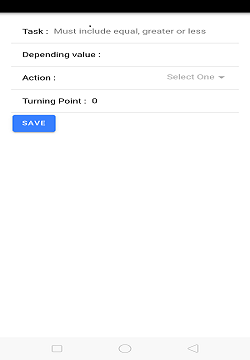 Task : Must include equal, greater or less
Depending value :
Action : Select One
Turning Point : 0
SAVE